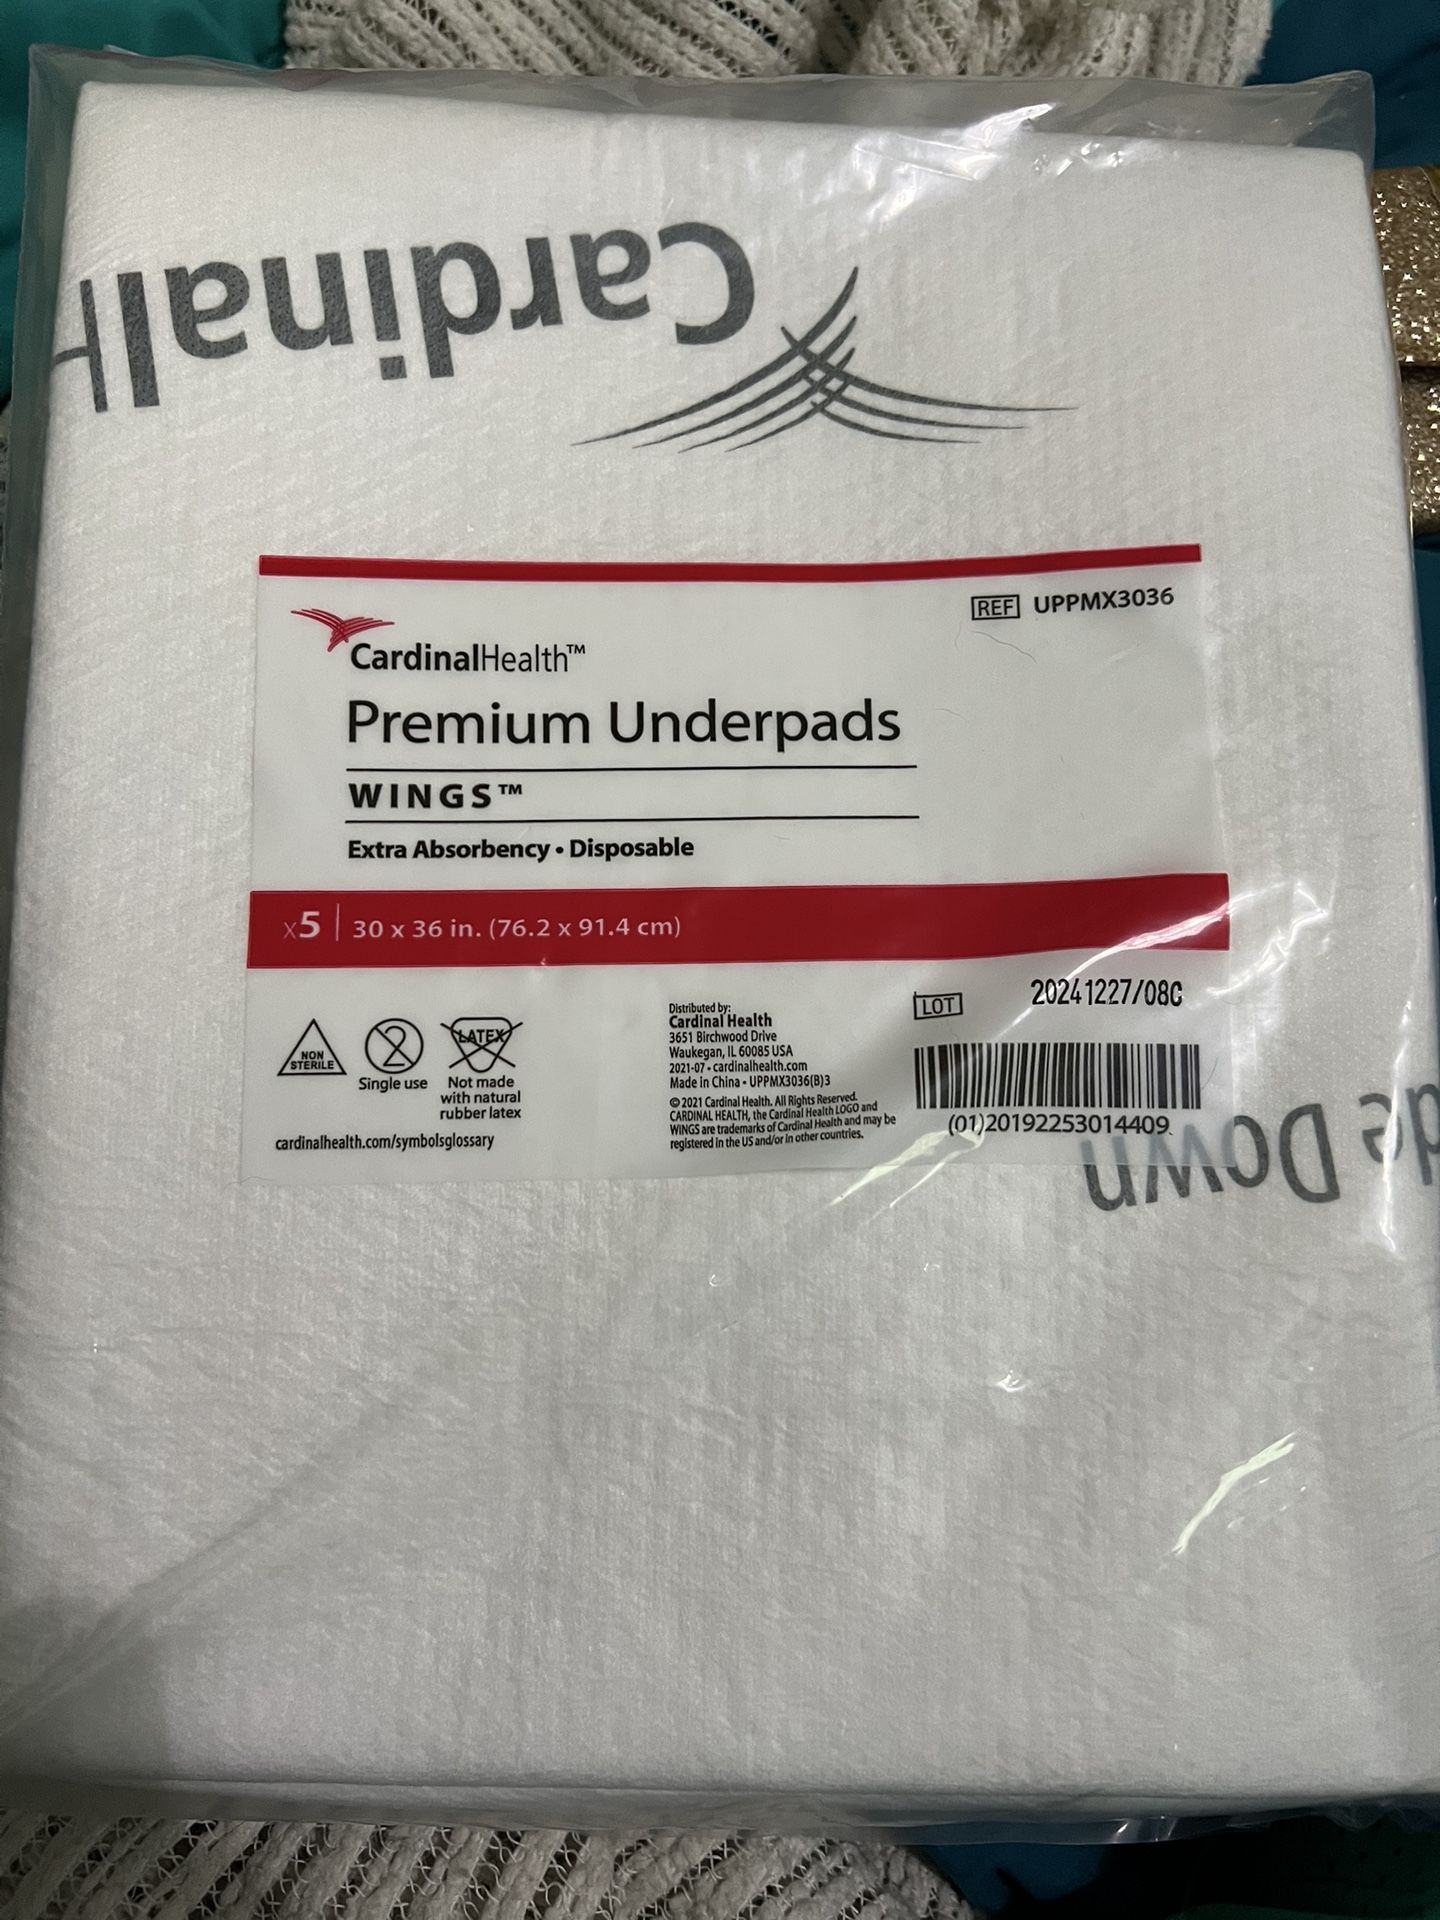 Cardinal H
REF UPPMX3036
CardinalHealth™
Premium Underpads
WINGS™
Extra Absorbency • Disposable
x5 | 30 x 36 in. (76.2 x 91.4 cm)
NON
STERILE
2
Single use
LATEX
Not made
with natural
rubber latex
cardinalhealth.com/symbolsglossary
Distributed by:
Cardinal Health
3651 Birchwood Drive
Waukegan, IL 60085 USA
2021-07 • cardinalhealth.com
Made in China • UPPMX3036(B)3
© 2021 Cardinal Health. All Rights Reserved.
CARDINAL HEALTH, the Cardinal Health LOGO and
WINGS are trademarks of Cardinal Health and may be
registered in the US and/or in other countries.
LOT 20241227/08C
(01)20192253014409
de Down